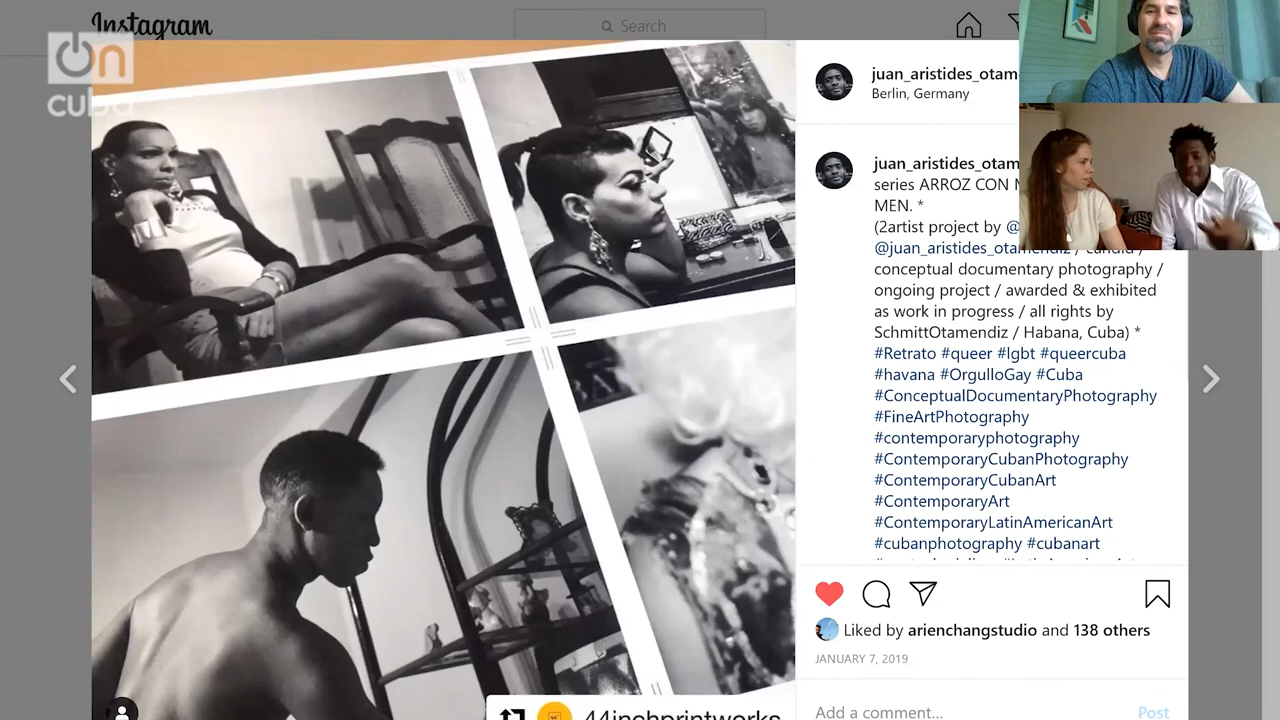 Instagram
Search
On
cuba
juan_aristides_otam
Berlin, Germany
juan_aristides_otam
series ARROZ CON
MEN. *
(2artist project by @
@juan_aristides_otamendiz / candid /
conceptual documentary photography /
ongoing project / awarded & exhibited
as work in progress / all rights by
SchmittOtamendiz / Habana, Cuba) *
#Retrato #queer #lgbt #queercuba
#havana #OrgulloGay #Cuba
#ConceptualDocumentaryPhotography
#FineArtPhotography
#contemporaryphotography
#ContemporaryCubanPhotography
#ContemporaryCubanArt
#ContemporaryArt
#ContemporaryLatinAmericanArt
#cubanphotography #cubanart
Liked by arienchangstudio and 138 others
JANUARY 7, 2019
44inchprintworks
Add a comment...
Post